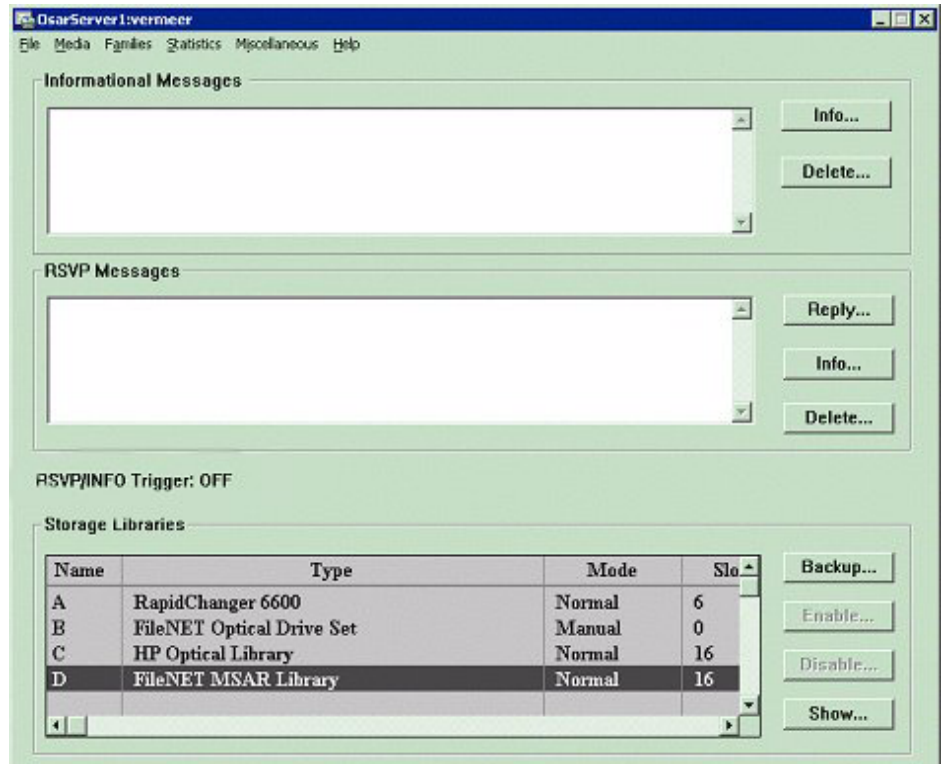 OsarServer1:vermeer
File Media Families Statistics Miscellaneous Help
Informational Messages
Info...
Delete...
RSVP Messages
Reply...
Info...
Delete...
RSVP/INFO Trigger: OFF
Storage Libraries
Name Type Mode Slo
A RapidChanger 6600 Normal 6
B FileNET Optical Drive Set Manual 0
C HP Optical Library Normal 16
D FileNET MSAR Library Normal 16
Backup...
Enable...
Disable...
Show...